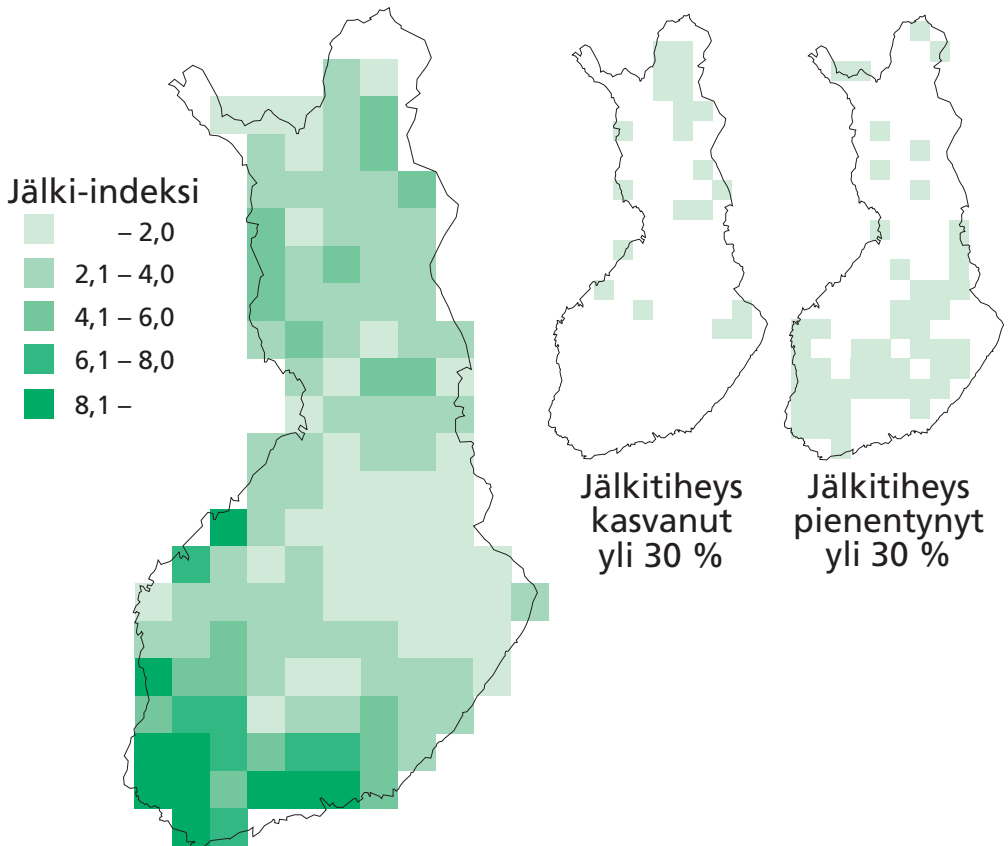 Jälki-indeksi
– 2,0
2,1 – 4,0
4,1 – 6,0
6,1 – 8,0
8,1 –
Jälkitiheys
kasvanut
yli 30 %
Jälkitiheys
pienentynyt
yli 30 %